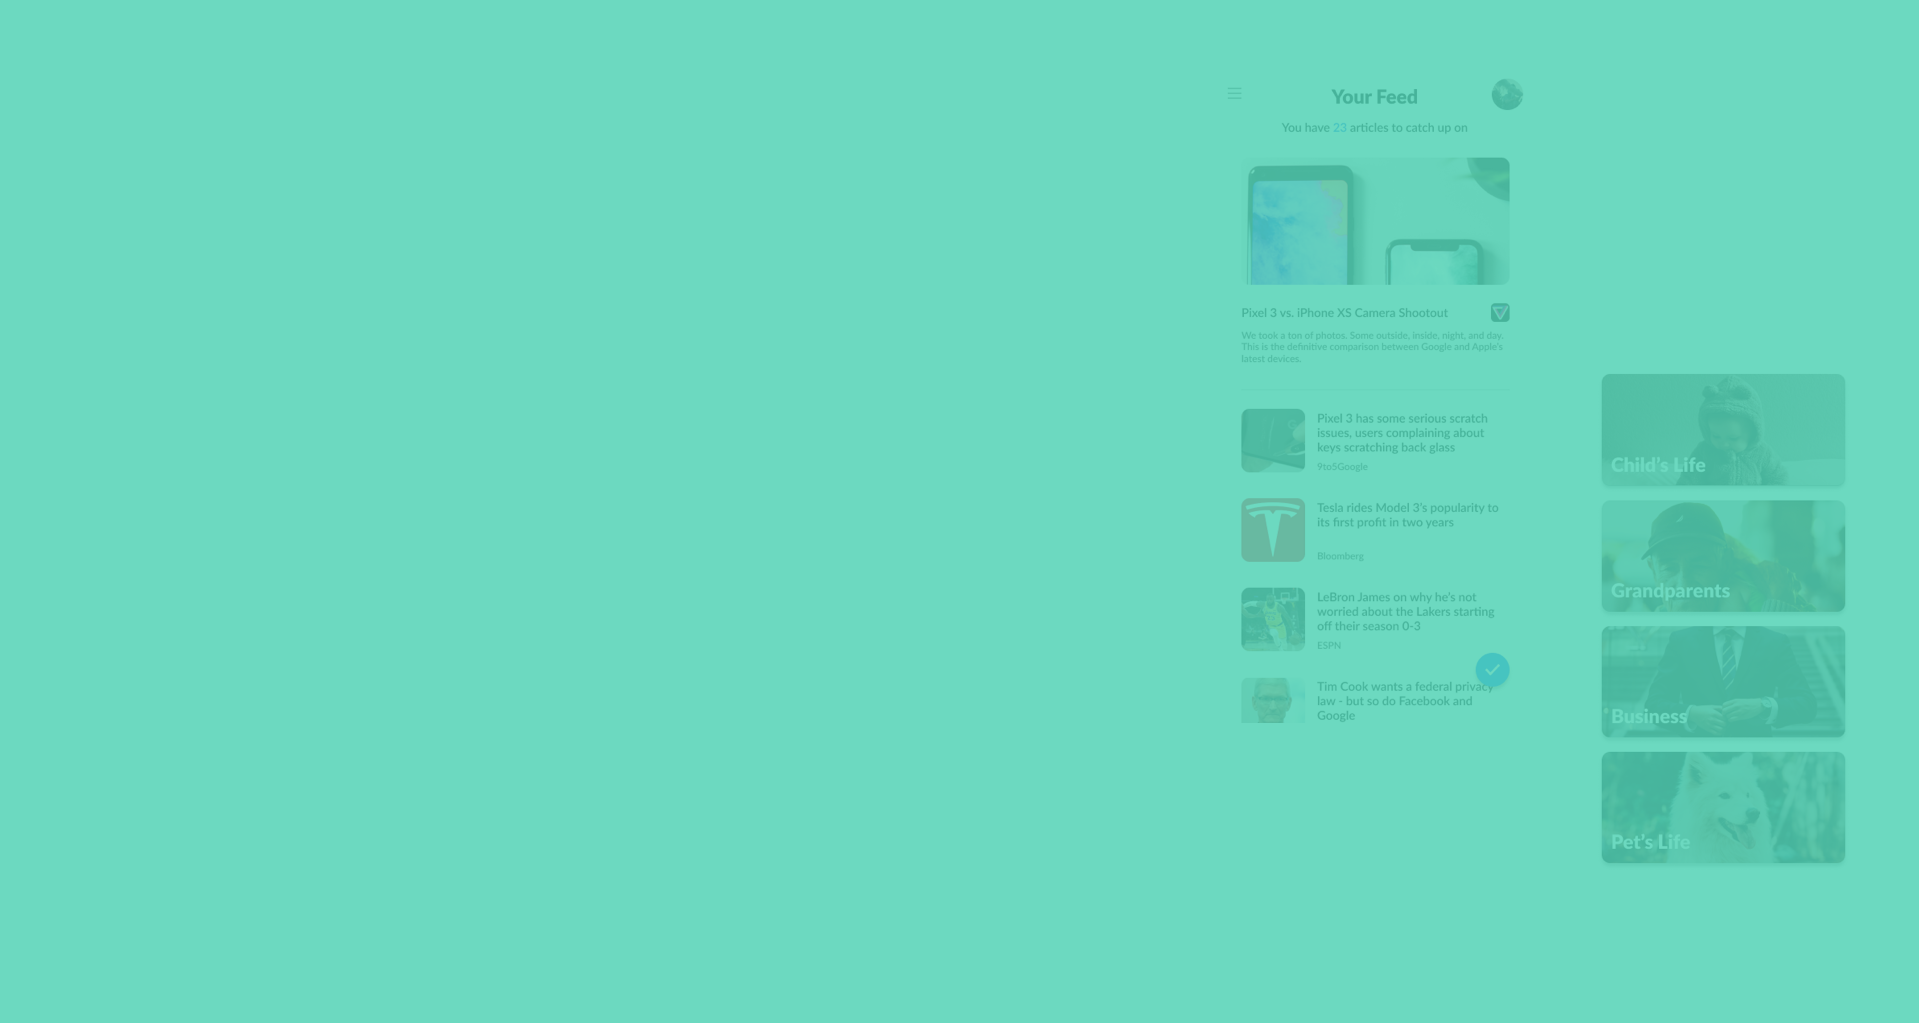 Your Feed
You have 23 articles to catch up on
Pixel 3 vs. iPhone XS Camera Shootout
We took a ton of photos. Some outside, inside, night, and day.
This is the definitive comparison between Google and Apple's
latest devices.
Pixel 3 has some serious scratch
issues, users complaining about
keys scratching back glass
9to5Google
Tesla rides Model 3's popularity to
its first profit in two years
Bloomberg
LeBron James on why he's not
worried about the Lakers starting
off their season 0-3
ESPN
Tim Cook wants a federal privacy
law - but so do Facebook and
Google
Child's Life
Grandparents
Business
Pet's Life